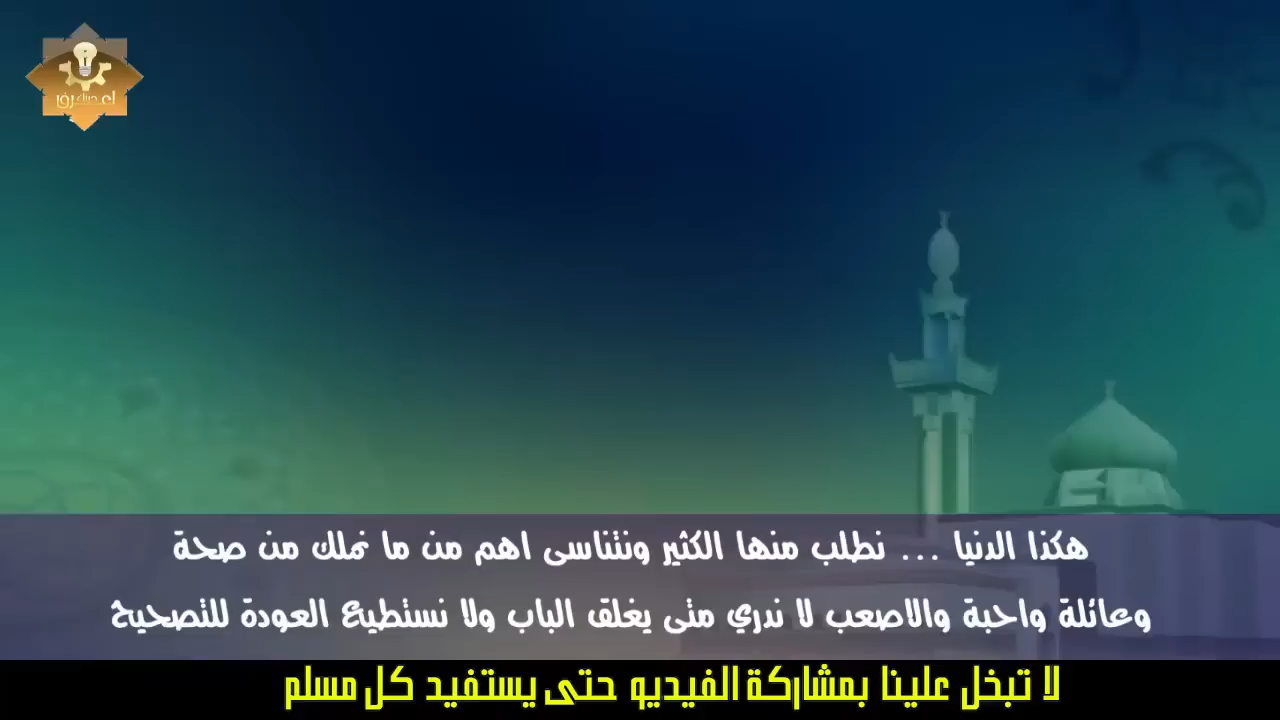 هكذا الدنيا ... نطلب منها الكثير ونتناسى اهم من ما نملك من صحة
وعائلة واحبة والاصعب لا ندري متى يغلق الباب ولا نستطيع العودة للتصحيح
لا تبخل علينا بمشاركة الفيديو حتى يستفيد كل مسلم